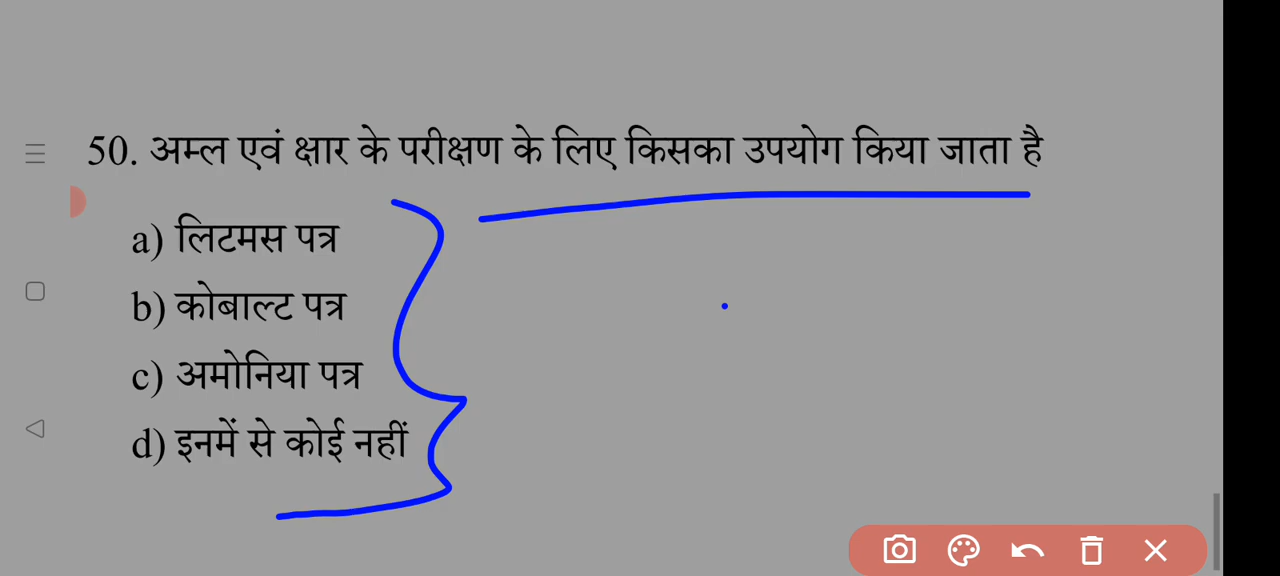 50. अम्ल एवं क्षार के परीक्षण के लिए किसका उपयोग किया जाता है
a) लिटमस पत्र
b) कोबाल्ट पत्र
c) अमोनिया पत्र
d) इनमें से कोई नहीं